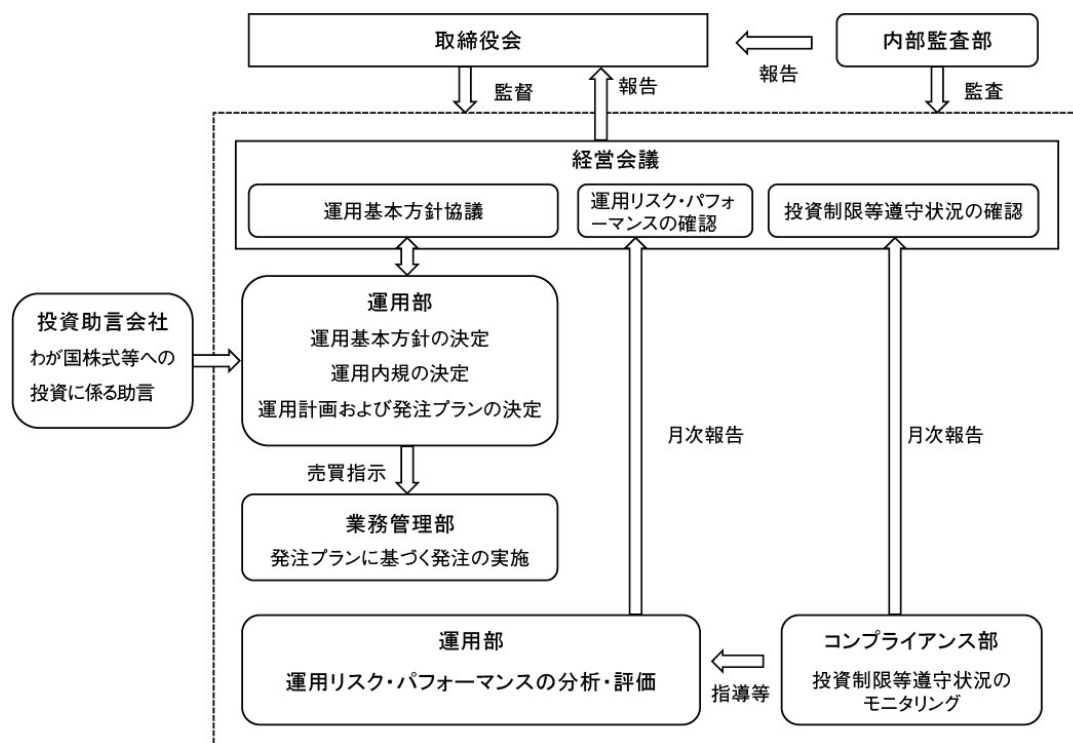 取締役会
内部監査部
報告
監督
報告
監査
経営会議
運用基本方針協議
運用リスク・パフォ
ーマンスの確認
投資制限等遵守状況の確認
投資助言会社
わが国株式等への
投資に係る助言
運用部
運用基本方針の決定
運用内規の決定
運用計画および発注プランの決定
月次報告
月次報告
売買指示
業務管理部
発注プランに基づく発注の実施
運用部
運用リスク・パフォーマンスの分析・評価
指導等
コンプライアンス部
投資制限等遵守状況の
モニタリング